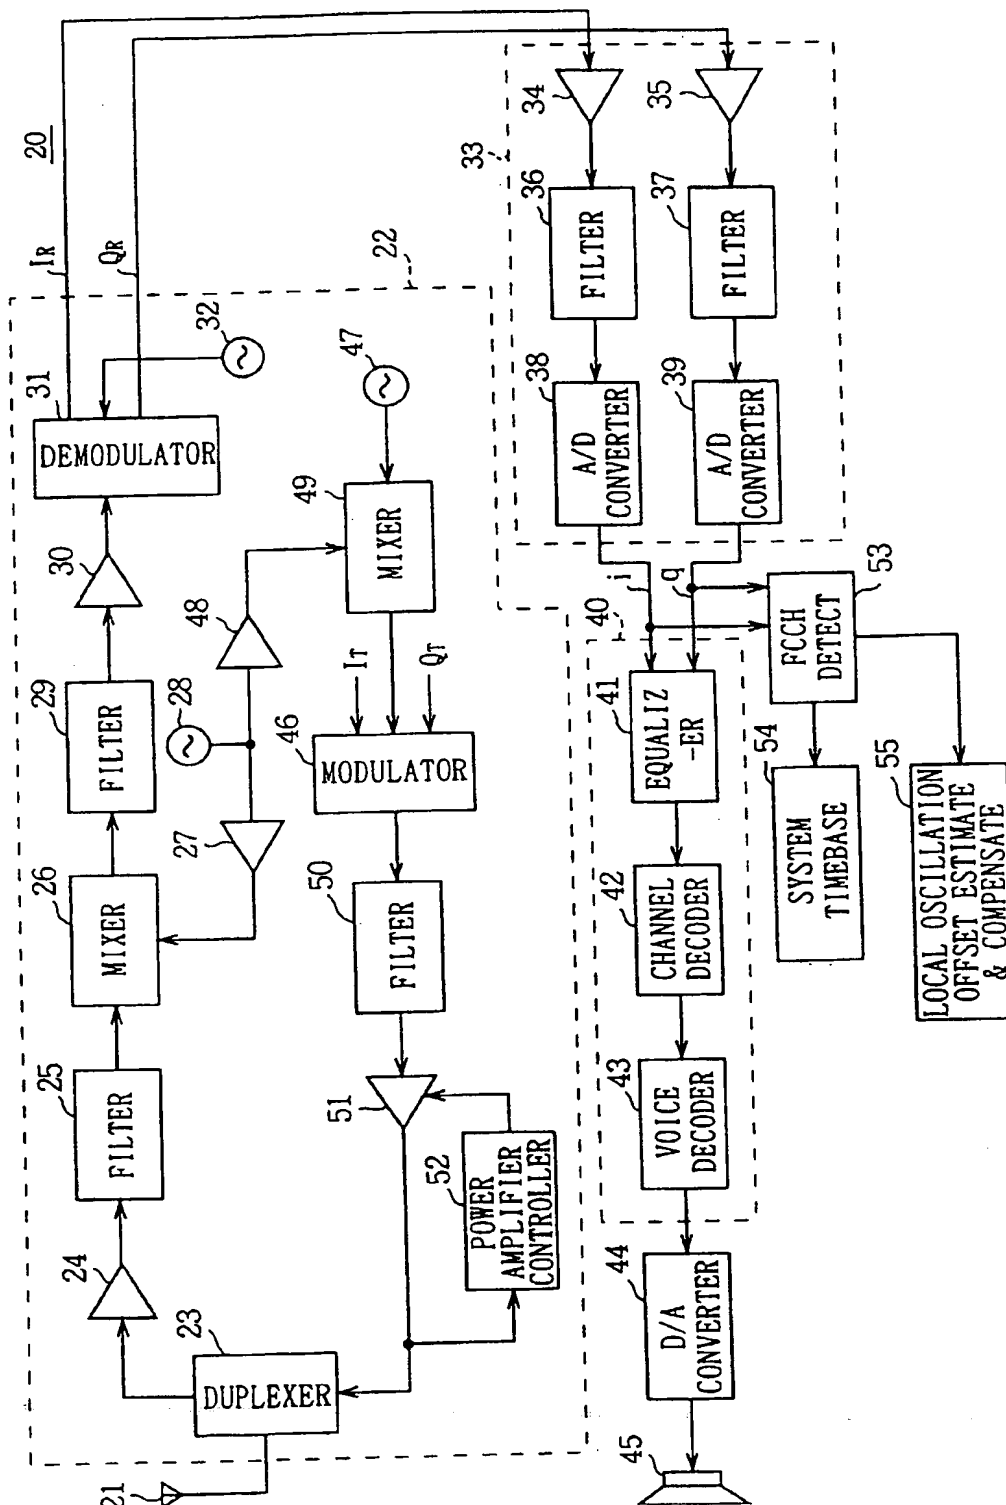 20
22
21
23
DUPLEXER
24
25
FILTER
26
MIXER
27
28
29
FILTER
30
31
DEMODULATOR
32
IR
QR
48
47
49
MIXER
IT
QT
46
MODULATOR
50
FILTER
51
52
POWER
AMPLIFIER
CONTROLLER
33
34
35
36
FILTER
37
FILTER
38
A/D
CONVERTER
39
A/D
CONVERTER
i
q
40
41
EQUALIZ
-ER
42
CHANNEL
DECODER
43
VOICE
DECODER
44
D/A
CONVERTER
45
53
FCCH
DETECT
54
SYSTEM
TIMEBASE
55
LOCAL OSCILLATION
OFFSET ESTIMATE
& COMPENSATE